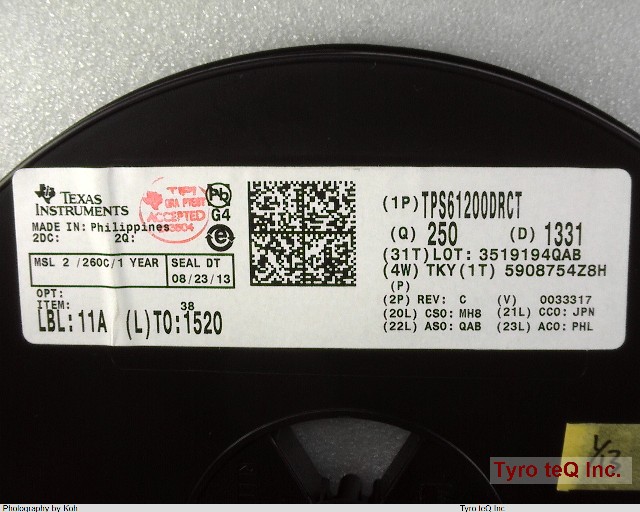 TEXAS
INSTRUMENTS
MADE IN: Philippines
2DC: 2Q:
TPI
QRA
ACCEPTED
Pb
G4
e
MSL 2 /260C/1 YEAR
SEAL DT
08/23/13
OPT:
ITEM:
38
LBL: 11A (L)TO:1520
(1P) TPS61200DRCT
(Q) 250 (D) 1331
(31T)LOT: 3519194QAB
(4W) TKY(1T) 5908754Z8H
(P)
(2P) REV: C (V) 0033317
(20L) CSO: MH8 (21L) CCO: JPN
(22L) ASO: QAB (23L) ACO: PHL
Tyro teQ Inc.
Photography by Koh
Tyro teQ Inc